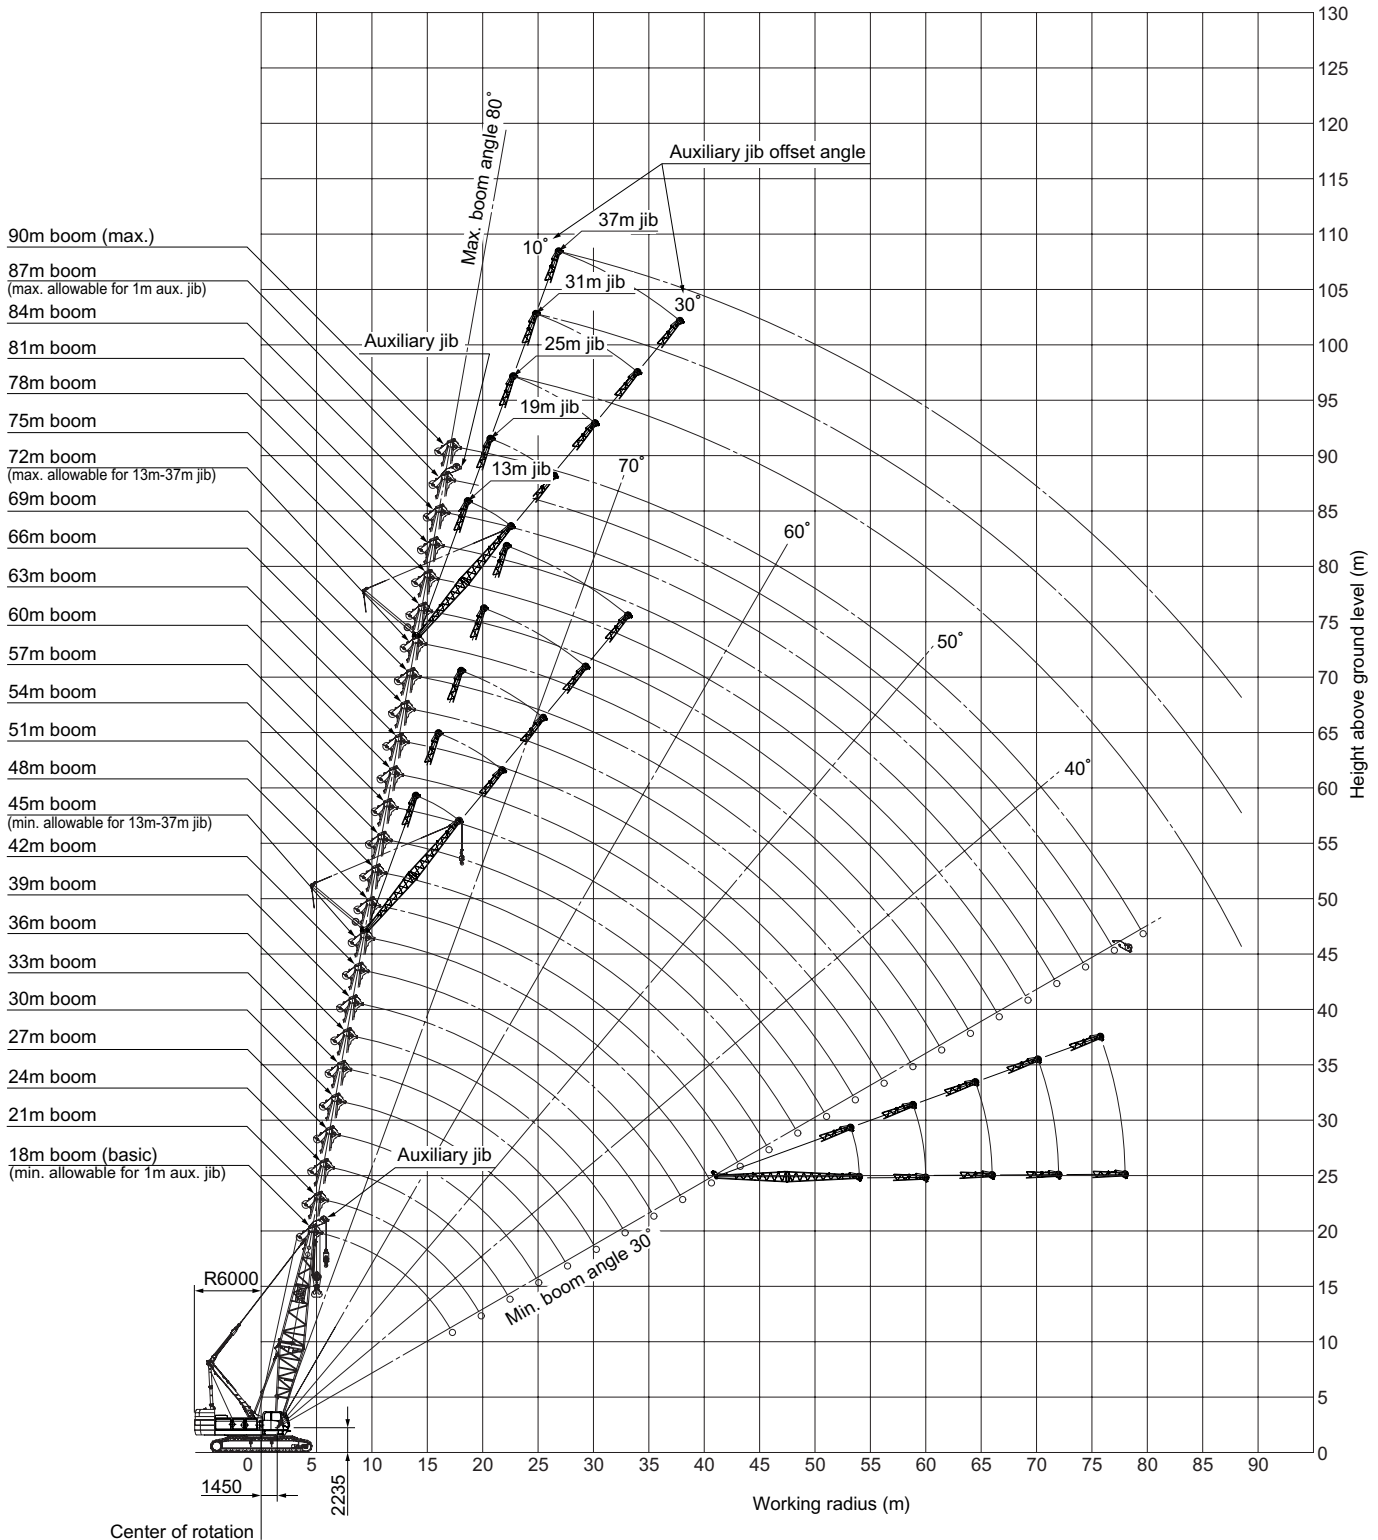 130
125
120
115
110
105
100
95
90
85
80
75
70
65
60
55
50
45
40
35
30
25
20
15
10
5
0
Height above ground level (m)
Max. boom angle 80˚
Auxiliary jib offset angle
37m jib
10˚
31m jib
30˚
Auxiliary jib
25m jib
19m jib
13m jib
70˚
60˚
50˚
40˚
90m boom (max.)
87m boom
(max. allowable for 1m aux. jib)
84m boom
81m boom
78m boom
75m boom
72m boom
(max. allowable for 13m-37m jib)
69m boom
66m boom
63m boom
60m boom
57m boom
54m boom
51m boom
48m boom
45m boom
(min. allowable for 13m-37m jib)
42m boom
39m boom
36m boom
33m boom
30m boom
27m boom
24m boom
21m boom
18m boom (basic)
(min. allowable for 1m aux. jib)
Auxiliary jib
Min. boom angle 30˚
R6000
0 5 10 15 20 25 30 35 40 45 50 55 60 65 70 75 80 85 90
1450
2235
Working radius (m)
Center of rotation